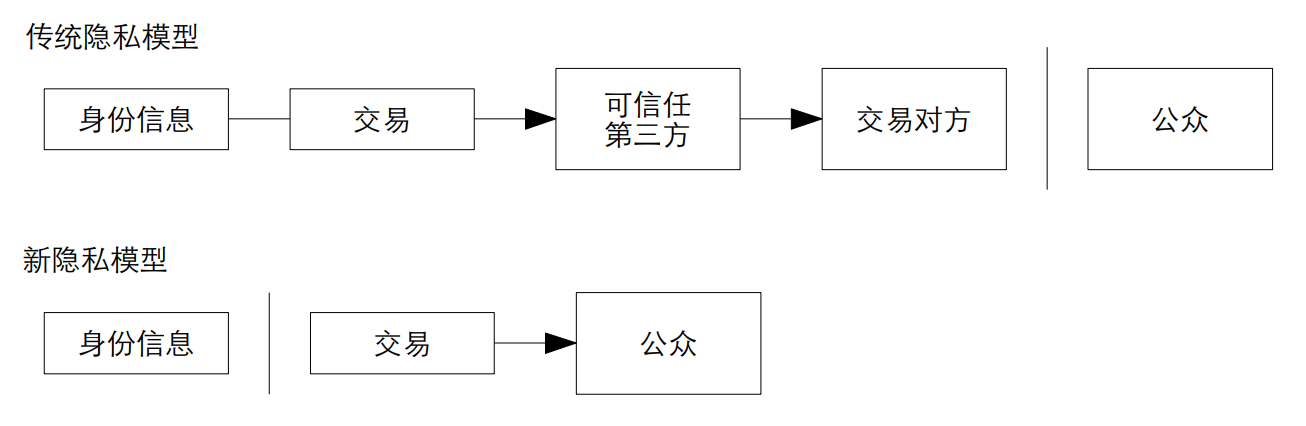 传统隐私模型
身份信息
交易
可信任
第三方
交易对方
公众
新隐私模型
身份信息
交易
公众